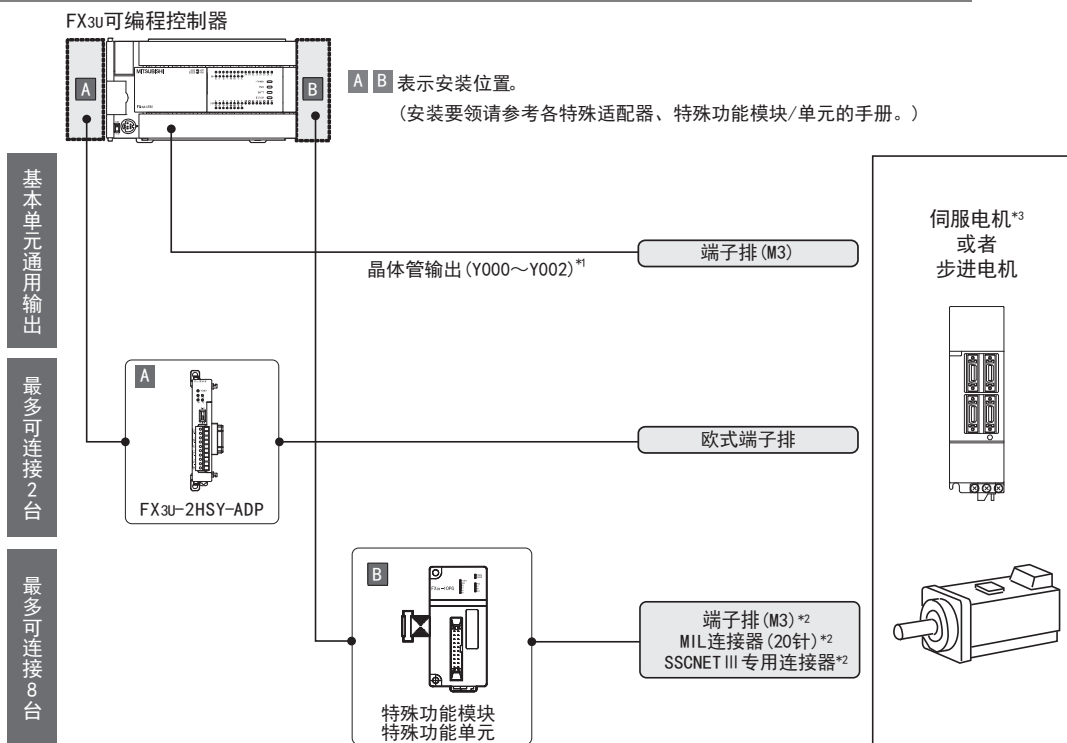 FX3U可编程控制器
MITSUBISHI
A
B
A B 表示安装位置。
(安装要领请参考各特殊适配器、特殊功能模块/单元的手册。)
基本单元通用输出
晶体管输出(Y000～Y002)*1
端子排(M3)
伺服电机*3
或者
步进电机
最多可连接2台
A
FX3U-2HSY-ADP
欧式端子排
最多可连接8台
B
特殊功能模块
特殊功能单元
端子排(M3)*2
MIL连接器(20针)*2
SSCNETⅢ专用连接器*2